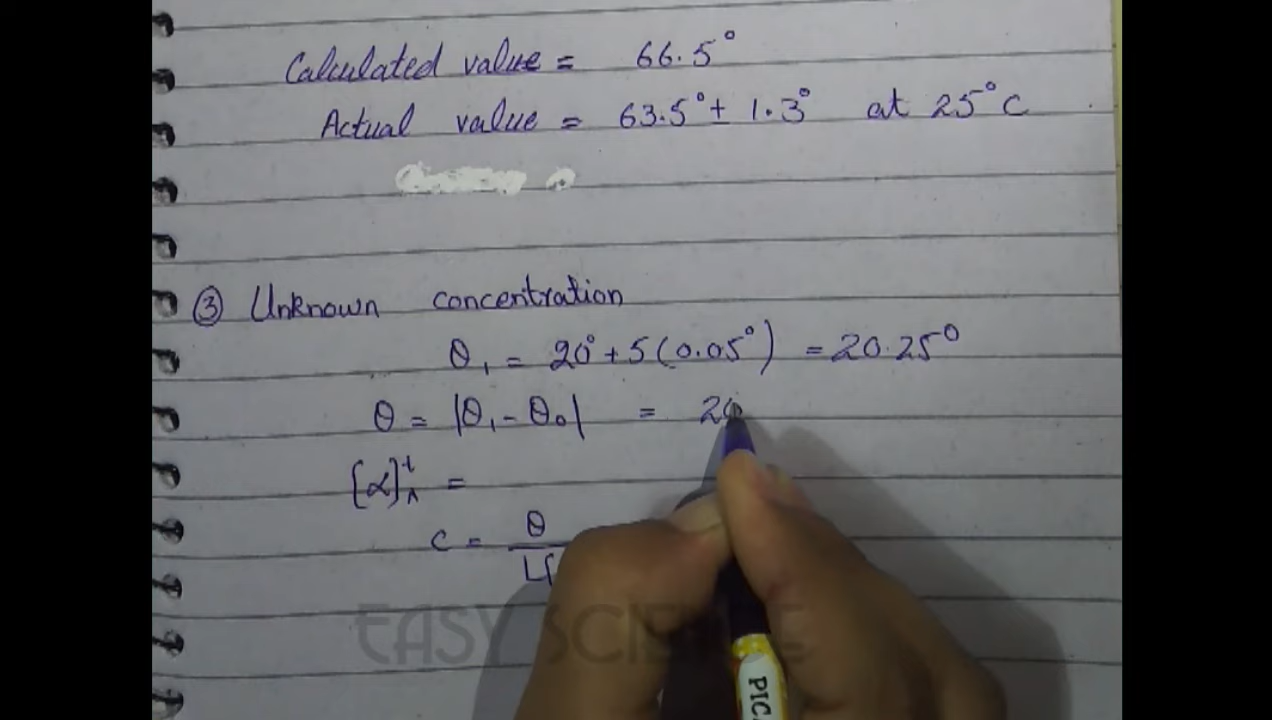 Calculated value = 66.5°
Actual value = 63.5° ± 1.3° at 25°C
③ Unknown concentration
θ₁ = 20° + 5(0.05°) = 20.25°
θ = |θ₁ - θ₀| = 20
[α]ᵗλ =
C = θ / L[
EASY SCIENCE
PIC